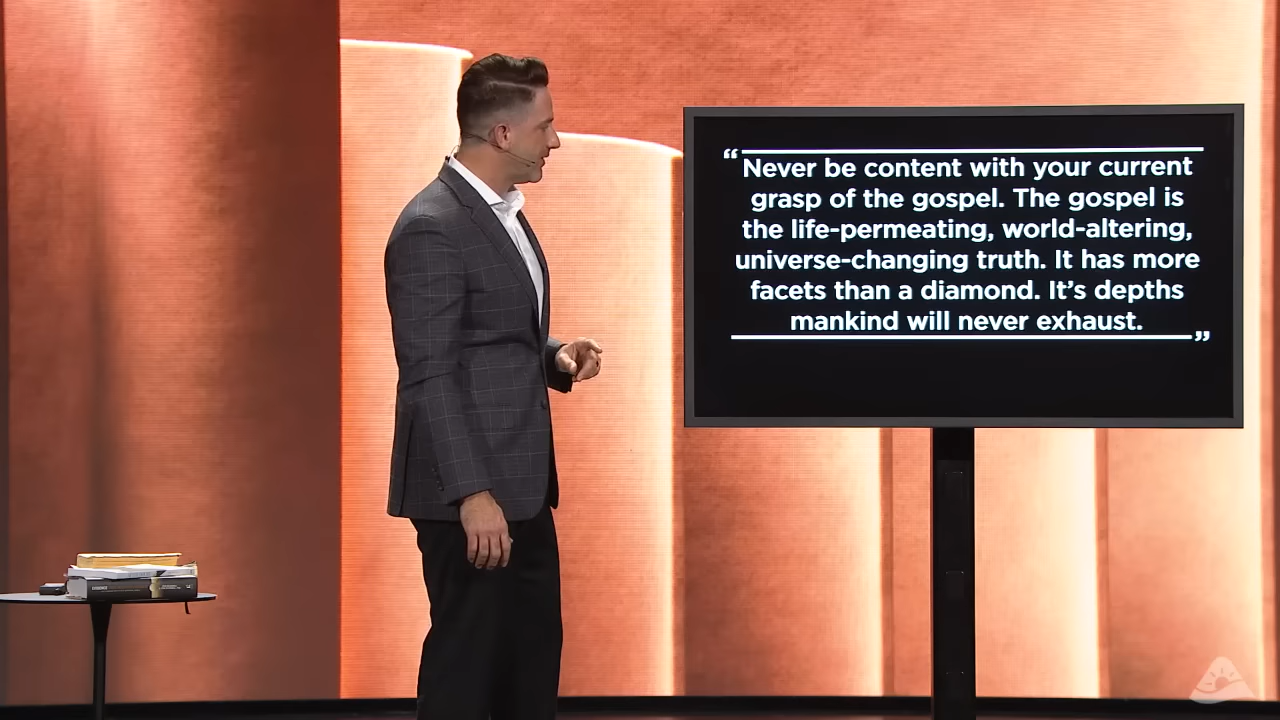 “Never be content with your current
grasp of the gospel. The gospel is
the life-permeating, world-altering,
universe-changing truth. It has more
facets than a diamond. It’s depths
mankind will never exhaust.”